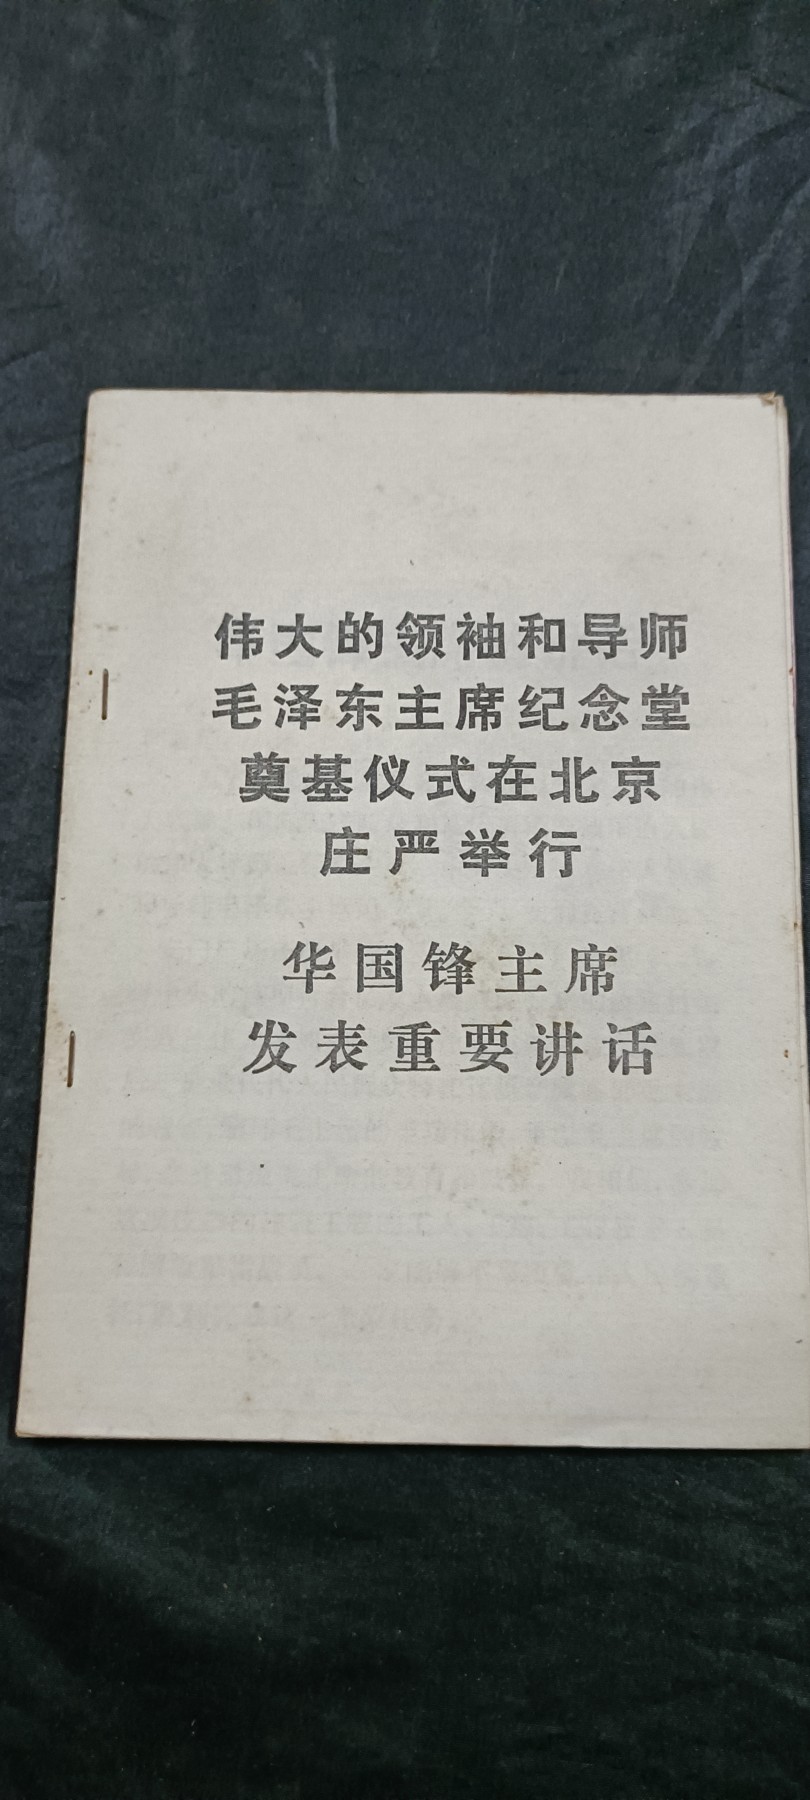 伟大的领袖和导师
毛泽东主席纪念堂
奠基仪式在北京
庄严举行
华国锋主席
发表重要讲话